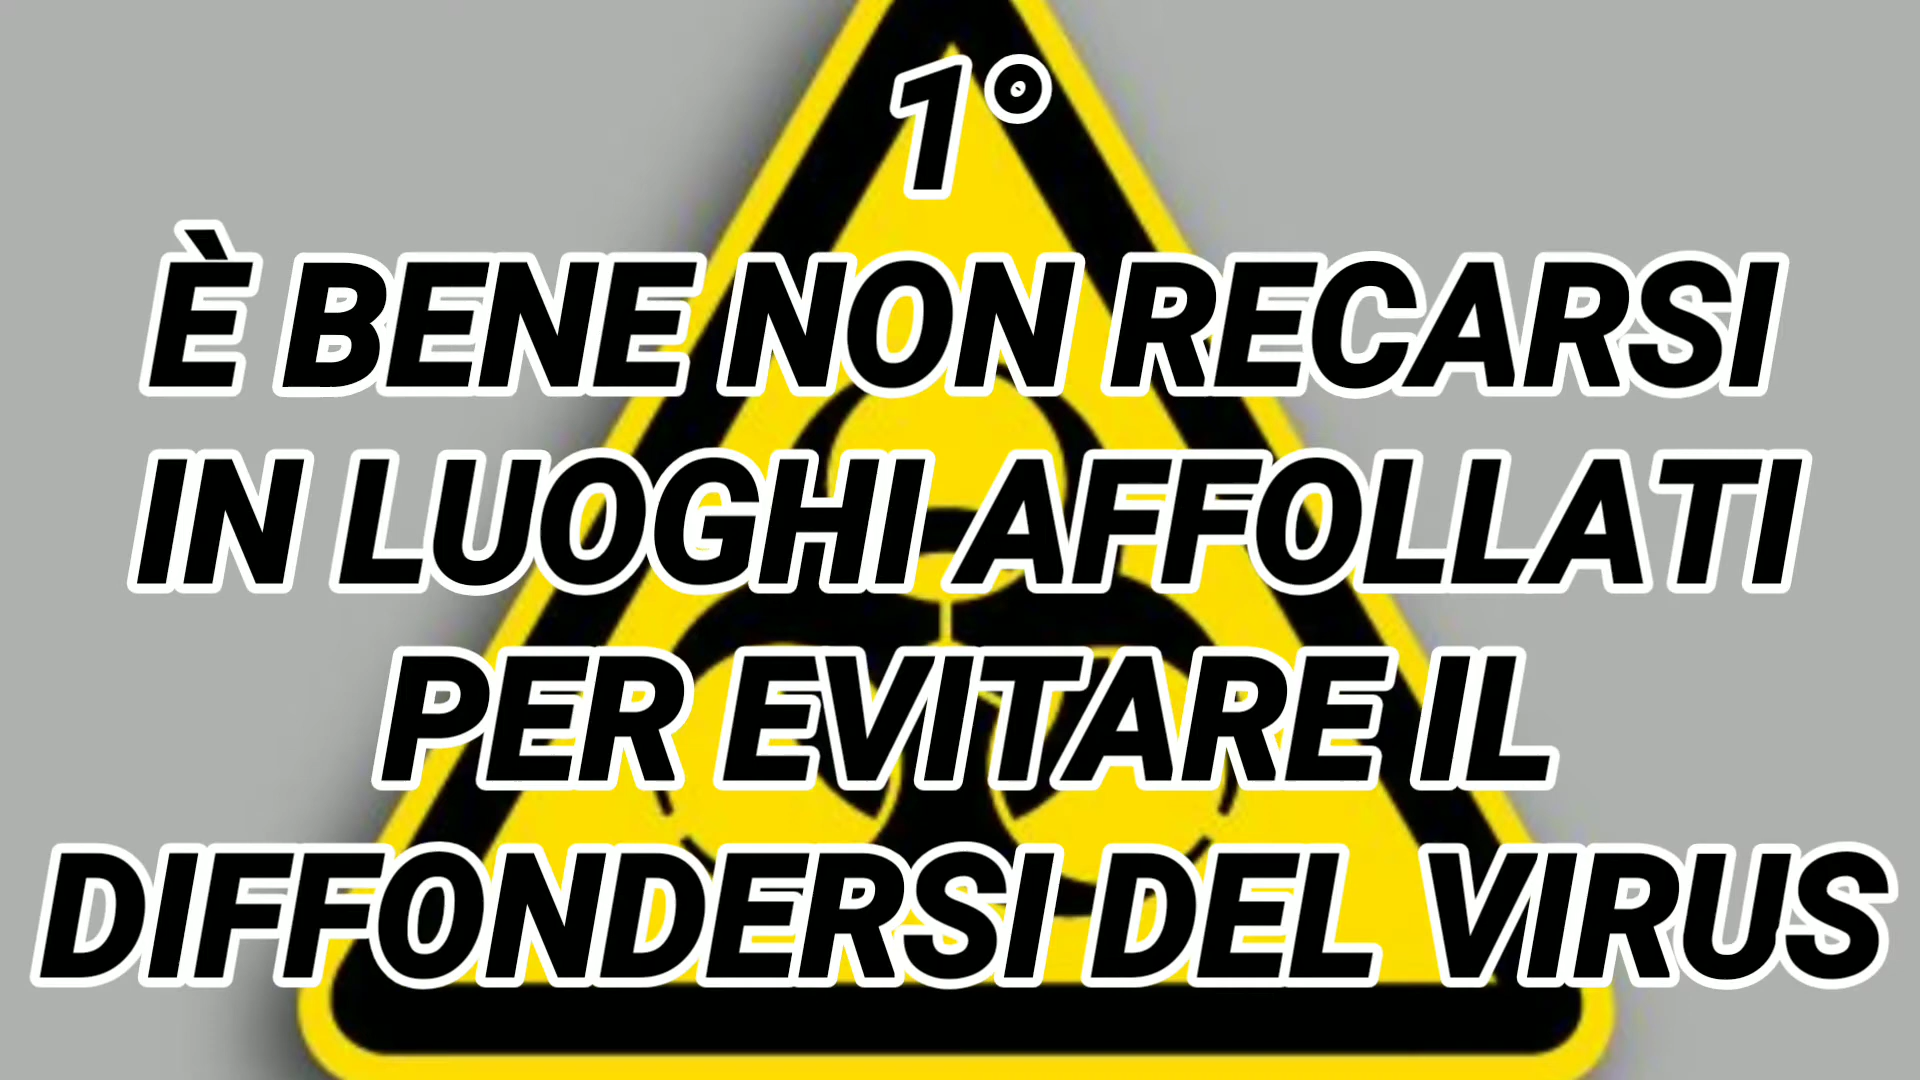 1°
È BENE NON RECARSI
IN LUOGHI AFFOLLATI
PER EVITARE IL
DIFFONDERSI DEL VIRUS